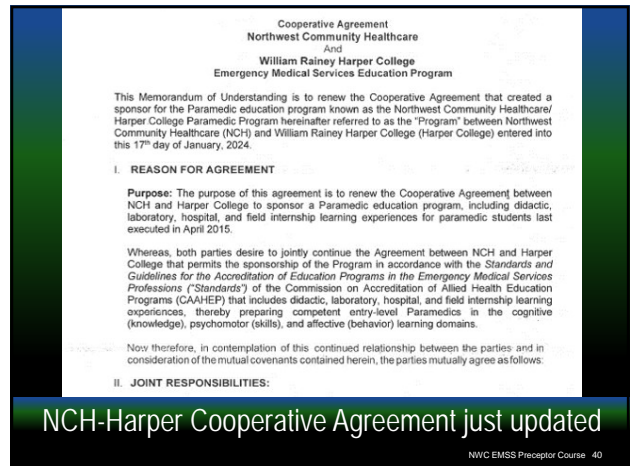 Cooperative Agreement
Northwest Community Healthcare
And
William Rainey Harper College
Emergency Medical Services Education Program
This Memorandum of Understanding is to renew the Cooperative Agreement that created a
sponsor for the Paramedic education program known as the Northwest Community Healthcare/
Harper College Paramedic Program hereinafter referred to as the "Program" between Northwest
Community Healthcare (NCH) and William Rainey Harper College (Harper College) entered into
this 17th day of January, 2024.
I. REASON FOR AGREEMENT
Purpose: The purpose of this agreement is to renew the Cooperative Agreement between
NCH and Harper College to sponsor a Paramedic education program, including didactic,
laboratory, hospital, and field internship learning experiences for paramedic students last
executed in April 2015.
Whereas, both parties desire to jointly continue the Agreement between NCH and Harper
College that permits the sponsorship of the Program in accordance with the Standards and
Guidelines for the Accreditation of Education Programs in the Emergency Medical Services
Professions ("Standards") of the Commission on Accreditation of Allied Health Education
Programs (CAAHEP) that includes didactic, laboratory, hospital, and field internship learning
experiences, thereby preparing competent entry-level Paramedics in the cognitive
(knowledge), psychomotor (skills), and affective (behavior) learning domains.
Now therefore, in contemplation of this continued relationship between the parties and in
consideration of the mutual covenants contained herein, the parties mutually agree as follows:
II. JOINT RESPONSIBILITIES:
NCH-Harper Cooperative Agreement just updated
NWC EMSS Preceptor Course 40